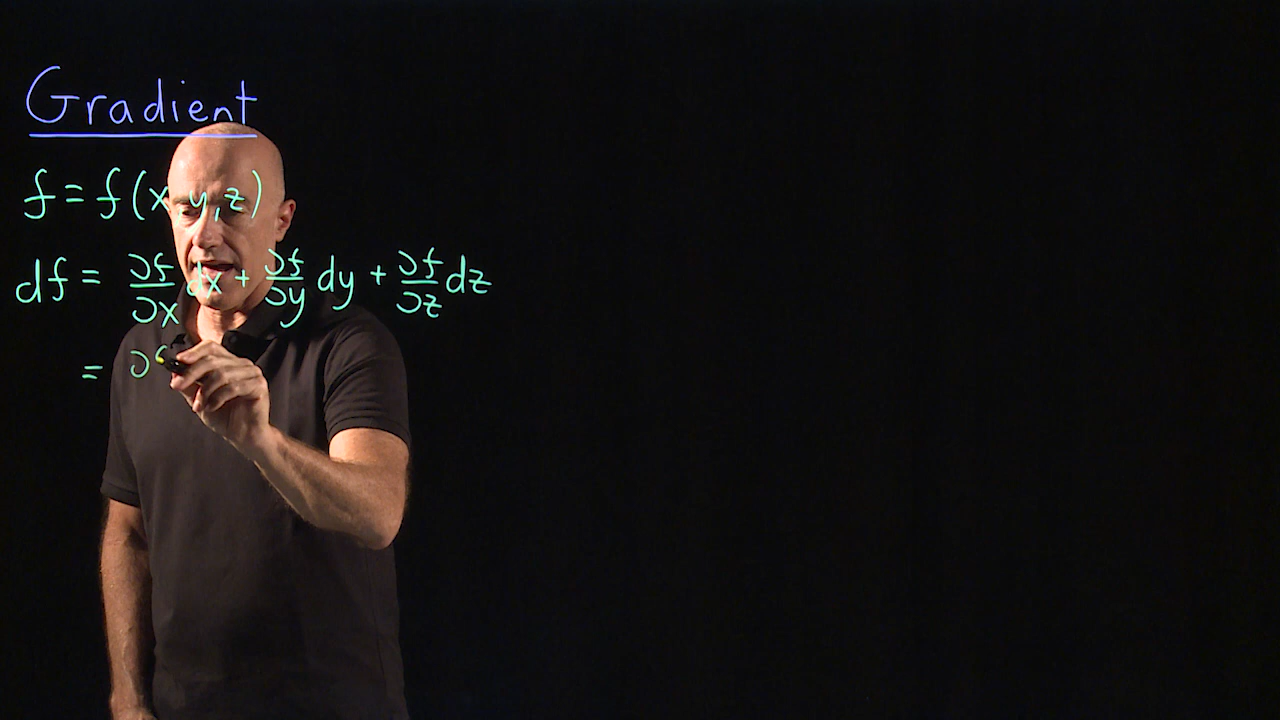 Gradient
f = f(x, y, z)
df = ∂f/∂x dx + ∂f/∂y dy + ∂f/∂z dz
= ∂